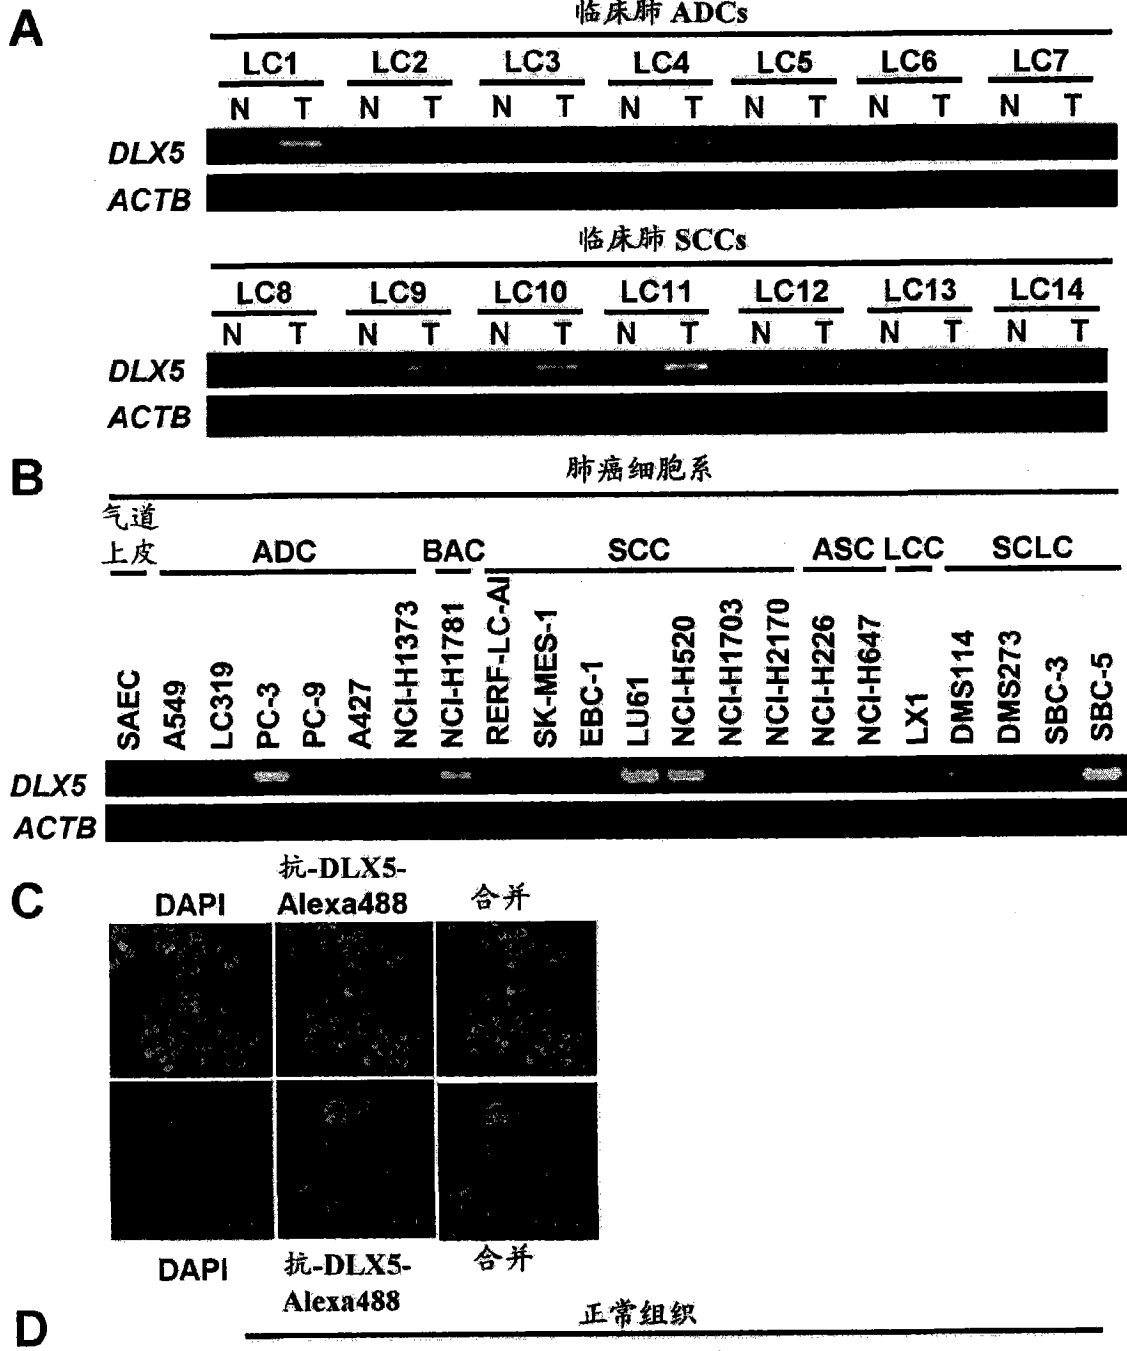 A
临床肺 ADCs
LC1 LC2 LC3 LC4 LC5 LC6 LC7
N T N T N T N T N T N T N T
DLX5
ACTB
临床肺 SCCs
LC8 LC9 LC10 LC11 LC12 LC13 LC14
N T N T N T N T N T N T N T
DLX5
ACTB
B
肺癌细胞系
气道
上皮 ADC BAC SCC ASC LCC SCLC
SAEC A549 LC319 PC-3 PC-9 A427 NCI-H1373 NCI-H1781 RERF-LC-AI SK-MES-1 EBC-1 LU61 NCI-H520 NCI-H1703 NCI-H2170 NCI-H226 NCI-H647 LX1 DMS114 DMS273 SBC-3 SBC-5
DLX5
ACTB
C
抗-DLX5-
DAPI Alexa488 合并
DAPI 抗-DLX5- 合并
Alexa488
D
正常组织